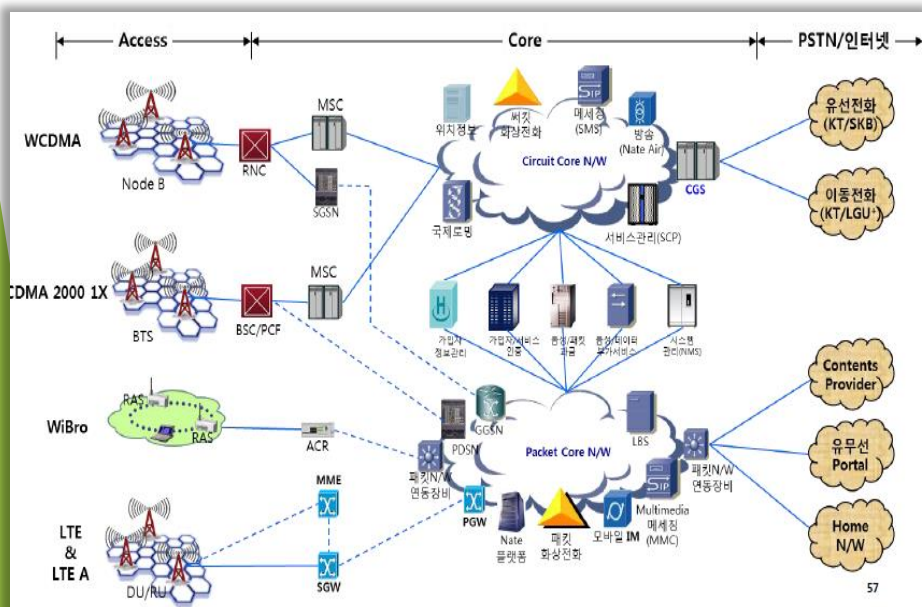 Access
Core
PSTN/인터넷
WCDMA
Node B
RNC
MSC
SGSN
위치정보
써킷
화상전화
메세징
(SMS)
방송
(Nate Air)
Circuit Core N/W
CGS
국제로밍
서비스관리(SCP)
유선전화
(KT/SKB)
이동전화
(KT/LGU+)
CDMA 2000 1X
BTS
BSC/PCF
MSC
가입자
정보관리
가입자/서비스
인증
음성/패킷
과금
음성/데이터
부가서비스
시스템
관리(NMS)
WiBro
RAS
RAS
ACR
PDSN
GGSN
패킷N/W
연동장비
Packet Core N/W
LBS
패킷N/W
연동장비
Contents
Provider
유무선
Portal
Home
N/W
LTE
&
LTE A
DU/RU
MME
SGW
PGW
Nate
플랫폼
패킷
화상전화
모바일 IM
SIP
SIP
Multimedia
메세징
(MMC)
57